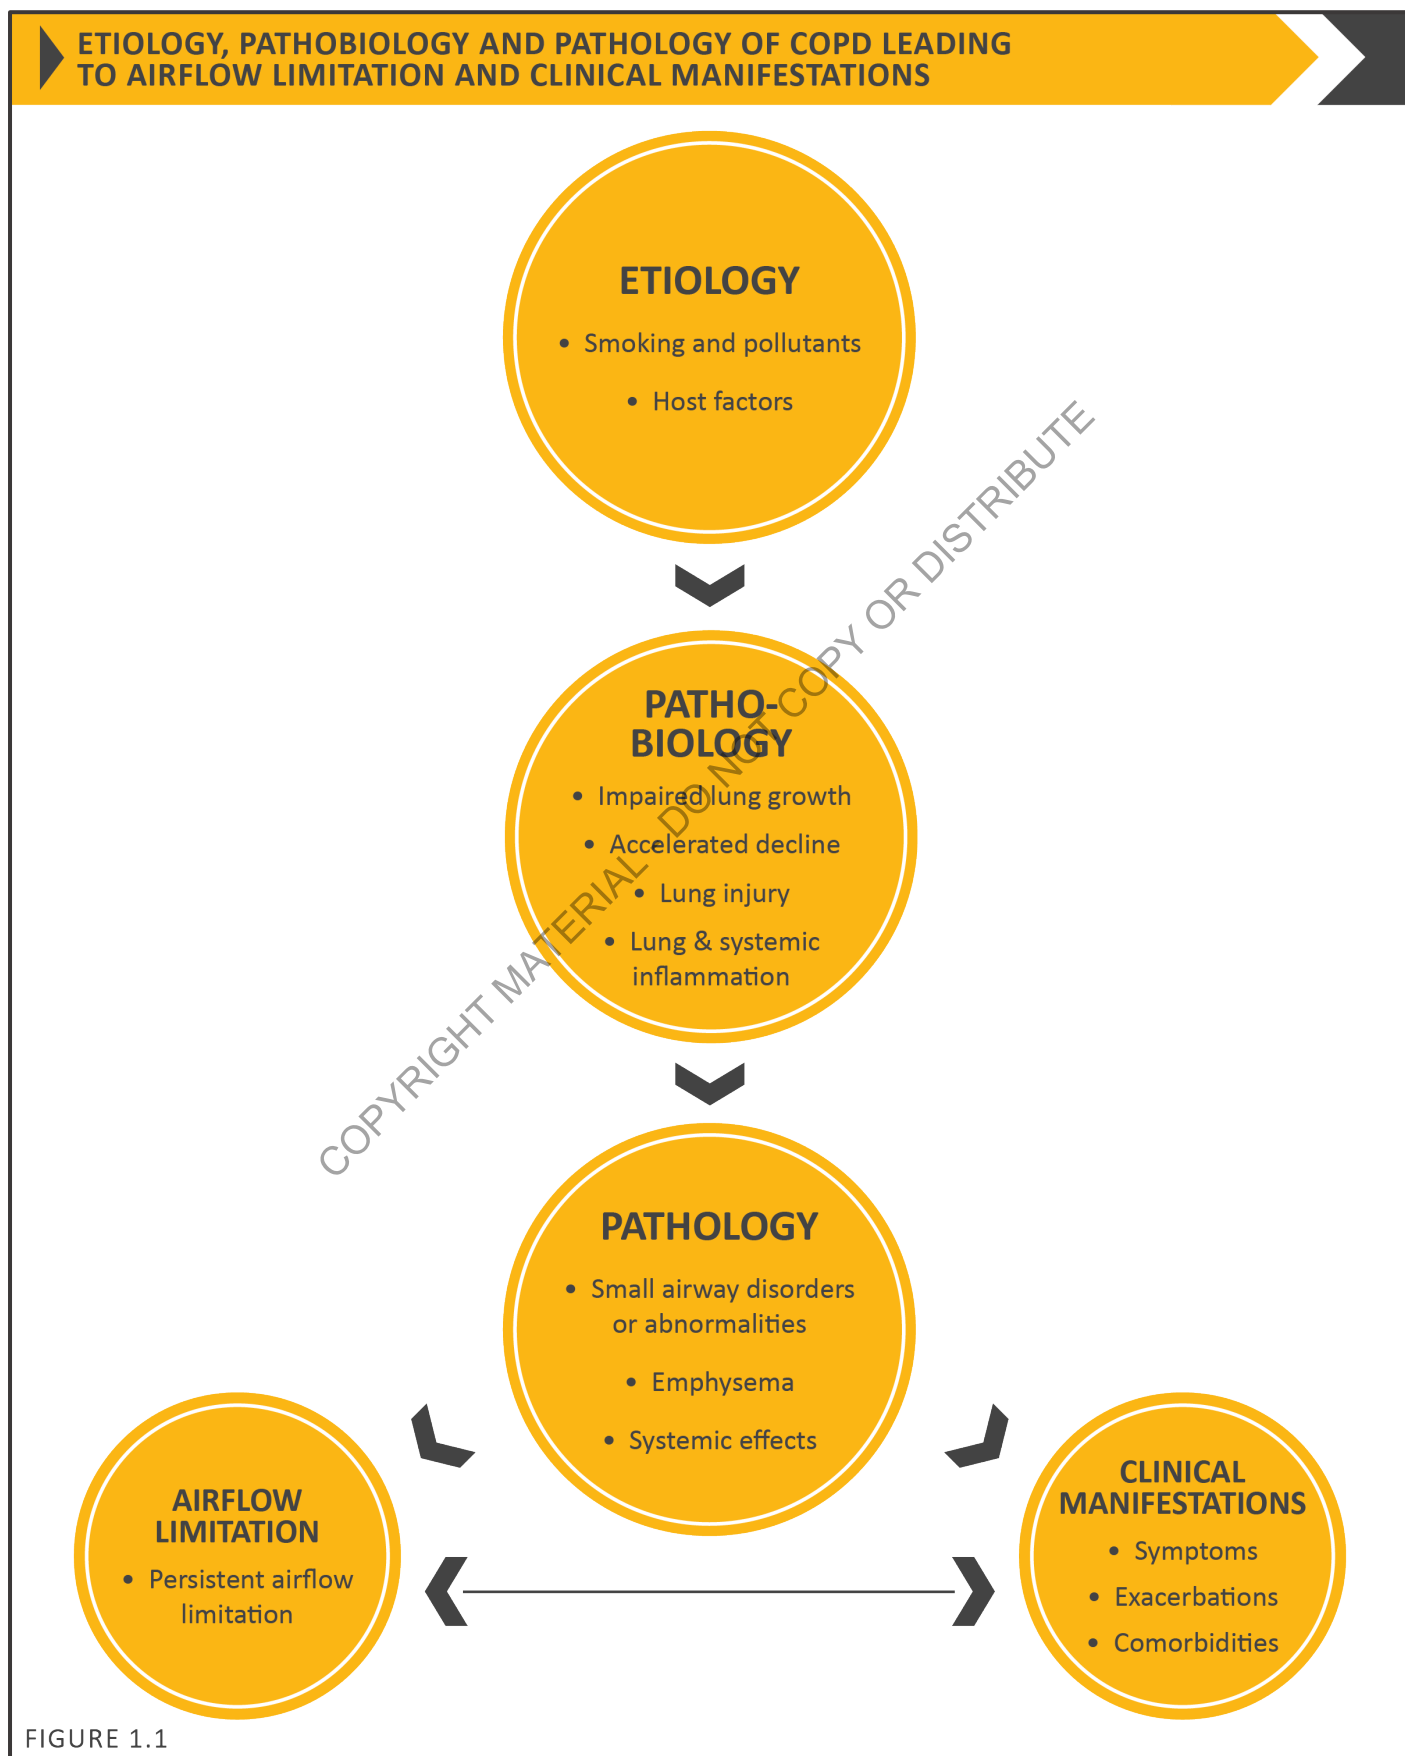 ETIOLOGY, PATHOBIOLOGY AND PATHOLOGY OF COPD LEADING
TO AIRFLOW LIMITATION AND CLINICAL MANIFESTATIONS
ETIOLOGY
• Smoking and pollutants
• Host factors
PATHO-
BIOLOGY
• Impaired lung growth
• Accelerated decline
• Lung injury
• Lung & systemic
inflammation
COPYRIGHT MATERIAL - DO NOT COPY OR DISTRIBUTE
PATHOLOGY
• Small airway disorders
or abnormalities
• Emphysema
• Systemic effects
AIRFLOW
LIMITATION
• Persistent airflow
limitation
CLINICAL
MANIFESTATIONS
• Symptoms
• Exacerbations
• Comorbidities
FIGURE 1.1